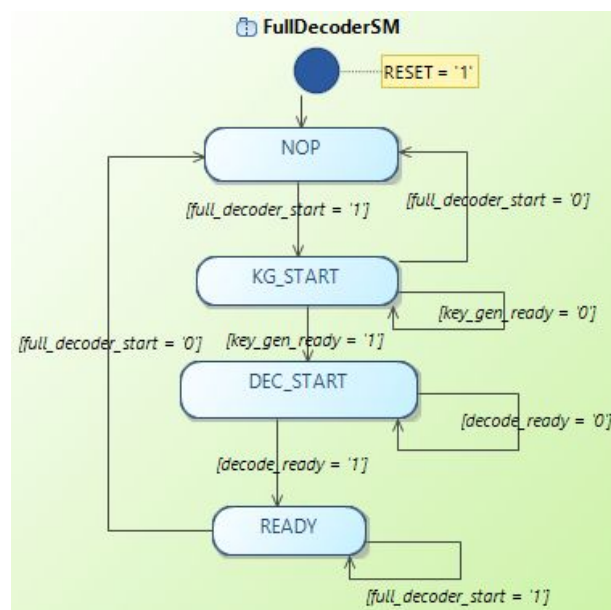 FullDecoderSM
RESET = '1'
NOP
[full_decoder_start = '1']
[full_decoder_start = '0']
KG_START
[key_gen_ready = '0']
[full_decoder_start = '0']
[key_gen_ready = '1']
DEC_START
[decode_ready = '0']
[decode_ready = '1']
READY
[full_decoder_start = '1']